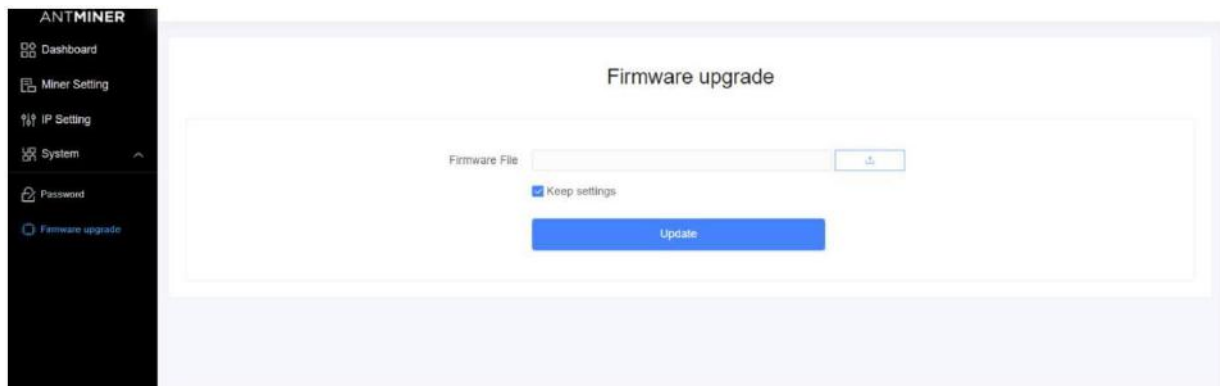 ANTMINER
Dashboard
Miner Setting
IP Setting
System
Password
Firmware upgrade
Firmware upgrade
Firmware File
Keep settings
Update